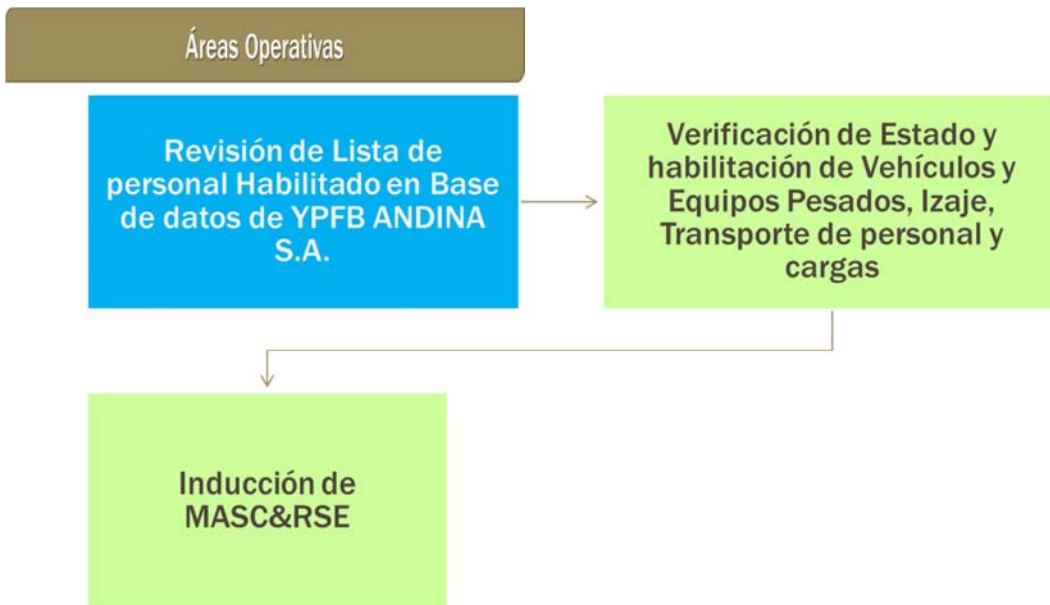 Áreas Operativas
Revisión de Lista de
personal Habilitado en Base
de datos de YPFB ANDINA
S.A.
Verificación de Estado y
habilitación de Vehículos y
Equipos Pesados, Izaje,
Transporte de personal y
cargas
Inducción de
MASC&RSE